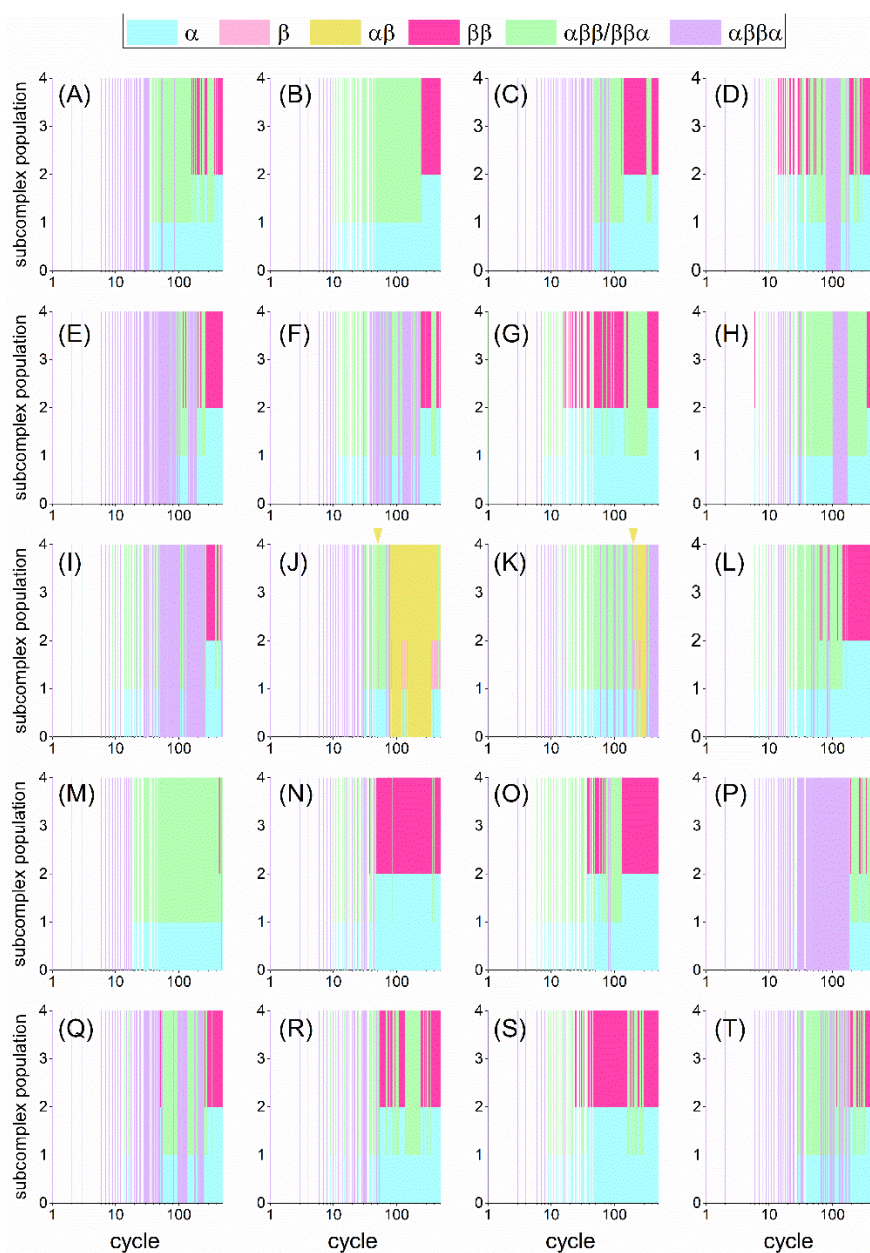 α β αβ ββ αββ/ββα αββα
subcomplex population
4 (A) (B) (C) (D)
3
2
1
0
1 10 100 1 10 100 1 10 100 1 10 100
subcomplex population
4 (E) (F) (G) (H)
3
2
1
0
1 10 100 1 10 100 1 10 100 1 10 100
subcomplex population
4 (I) (J) (K) (L)
3
2
1
0
1 10 100 1 10 100 1 10 100 1 10 100
subcomplex population
4 (M) (N) (O) (P)
3
2
1
0
1 10 100 1 10 100 1 10 100 1 10 100
subcomplex population
4 (Q) (R) (S) (T)
3
2
1
0
1 10 100 1 10 100 1 10 100 1 10 100
cycle cycle cycle cycle